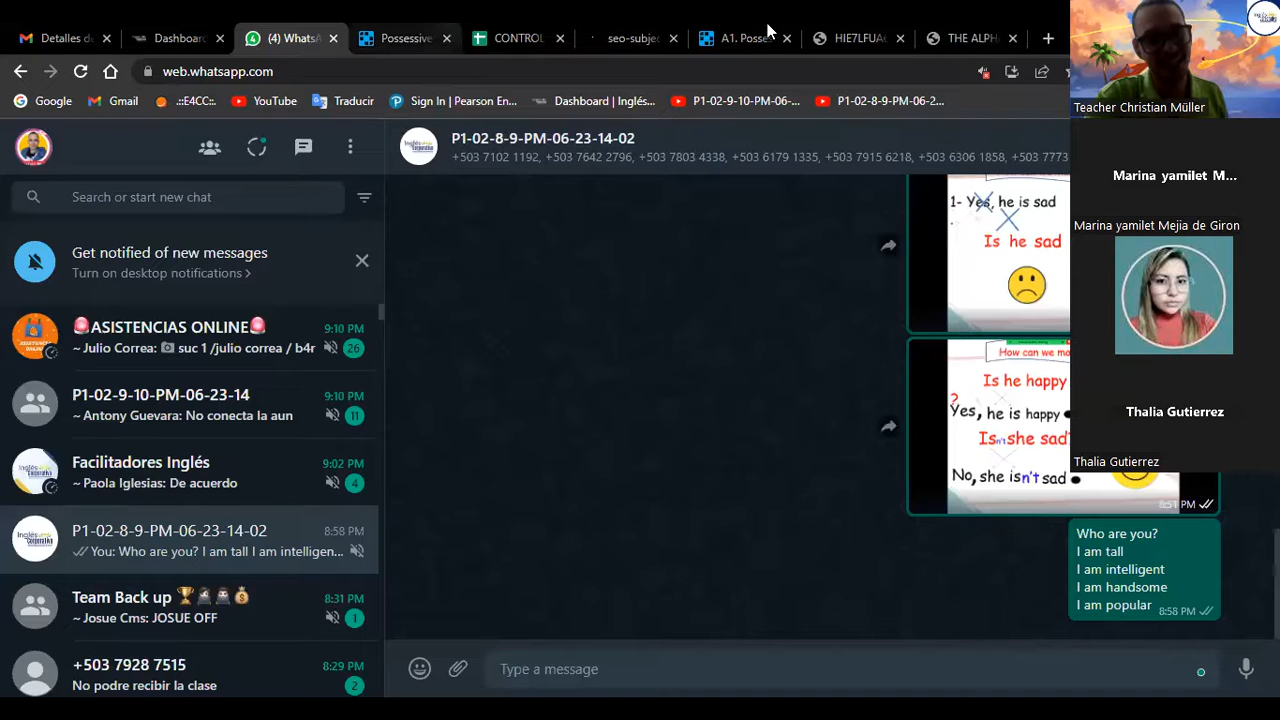 Detalles de
Dashboard
(4) WhatsA
Possessive
CONTROL
seo-subjec
A1. Posse
HIE7LFUA
THE ALPH
web.whatsapp.com
Google
Gmail
.::E4CC::.
YouTube
Traducir
Sign In | Pearson En...
Dashboard | Inglés...
P1-02-9-10-PM-06-...
P1-02-8-9-PM-06-2...
Teacher Christian Müller
Marina yamilet M...
Marina yamilet Mejia de Giron
Thalia Gutierrez
Thalia Gutierrez
P1-02-8-9-PM-06-23-14-02
+503 7102 1192, +503 7642 2796, +503 7803 4338, +503 6179 1335, +503 7915 6218, +503 6306 1858, +503 7773
Search or start new chat
Get notified of new messages
Turn on desktop notifications >
ASISTENCIAS ONLINE 9:10 PM
~ Julio Correa: suc 1 /julio correa / b4r 26
P1-02-9-10-PM-06-23-14 9:10 PM
~ Antony Guevara: No conecta la aun 11
Facilitadores Inglés 9:02 PM
~ Paola Iglesias: De acuerdo 4
P1-02-8-9-PM-06-23-14-02 8:58 PM
You: Who are you? I am tall I am intelligen...
Team Back up 8:31 PM
~ Josue Cms: JOSUE OFF 1
+503 7928 7515 8:29 PM
No podre recibir la clase 2
1- Yes, he is sad
Is he sad
How can we ma
Is he happy
?
Yes, he is happy
Isn't she sad?
No, she isn't sad
8:51 PM
Who are you?
I am tall
I am intelligent
I am handsome
I am popular 8:58 PM
Type a message